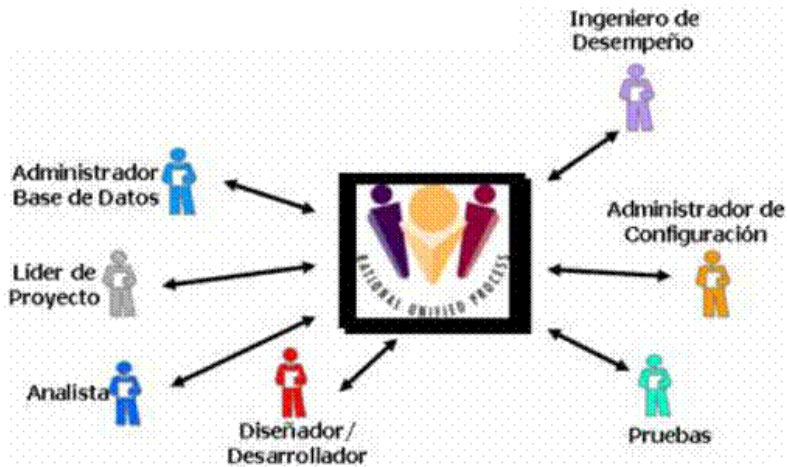 Ingeniero de
Desempeño
Administrador
Base de Datos
Administrador de
Configuración
Líder de
Proyecto
RATIONAL UNIFIED PROCESS
Analista
Diseñador/
Desarrollador
Pruebas